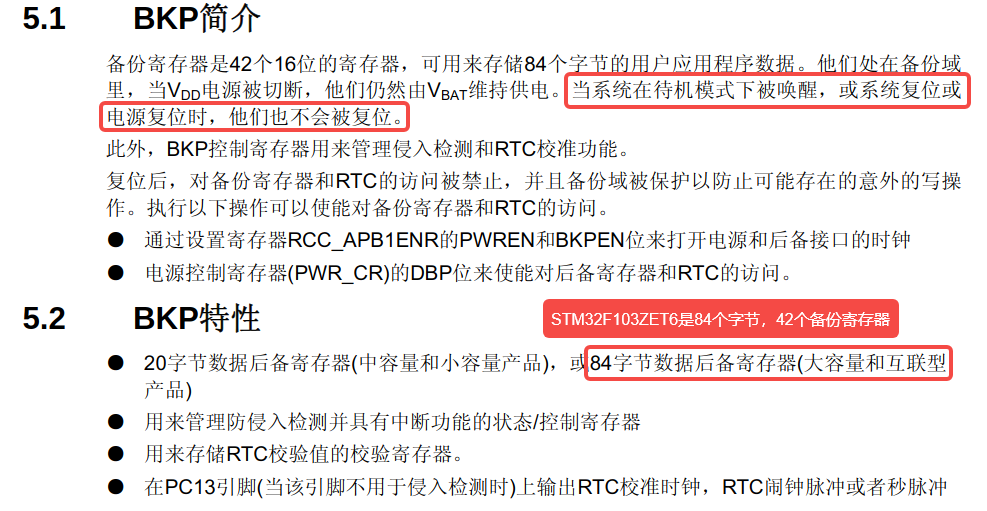 5.1 BKP简介
备份寄存器是42个16位的寄存器，可用来存储84个字节的用户应用程序数据。他们处在备份域
里，当VDD电源被切断，他们仍然由VBAT维持供电。当系统在待机模式下被唤醒，或系统复位或
电源复位时，他们也不会被复位。
此外，BKP控制寄存器用来管理侵入检测和RTC校准功能。
复位后，对备份寄存器和RTC的访问被禁止，并且备份域被保护以防止可能存在的意外的写操
作。执行以下操作可以使能对备份寄存器和RTC的访问。
● 通过设置寄存器RCC_APB1ENR的PWREN和BKPEN位来打开电源和后备接口的时钟
● 电源控制寄存器(PWR_CR)的DBP位来使能对后备寄存器和RTC的访问。
5.2 BKP特性
STM32F103ZET6是84个字节，42个备份寄存器
● 20字节数据后备寄存器(中容量和小容量产品)，或84字节数据后备寄存器(大容量和互联型
产品)
● 用来管理防侵入检测并具有中断功能的状态/控制寄存器
● 用来存储RTC校验值的校验寄存器。
● 在PC13引脚(当该引脚不用于侵入检测时)上输出RTC校准时钟，RTC闹钟脉冲或者秒脉冲